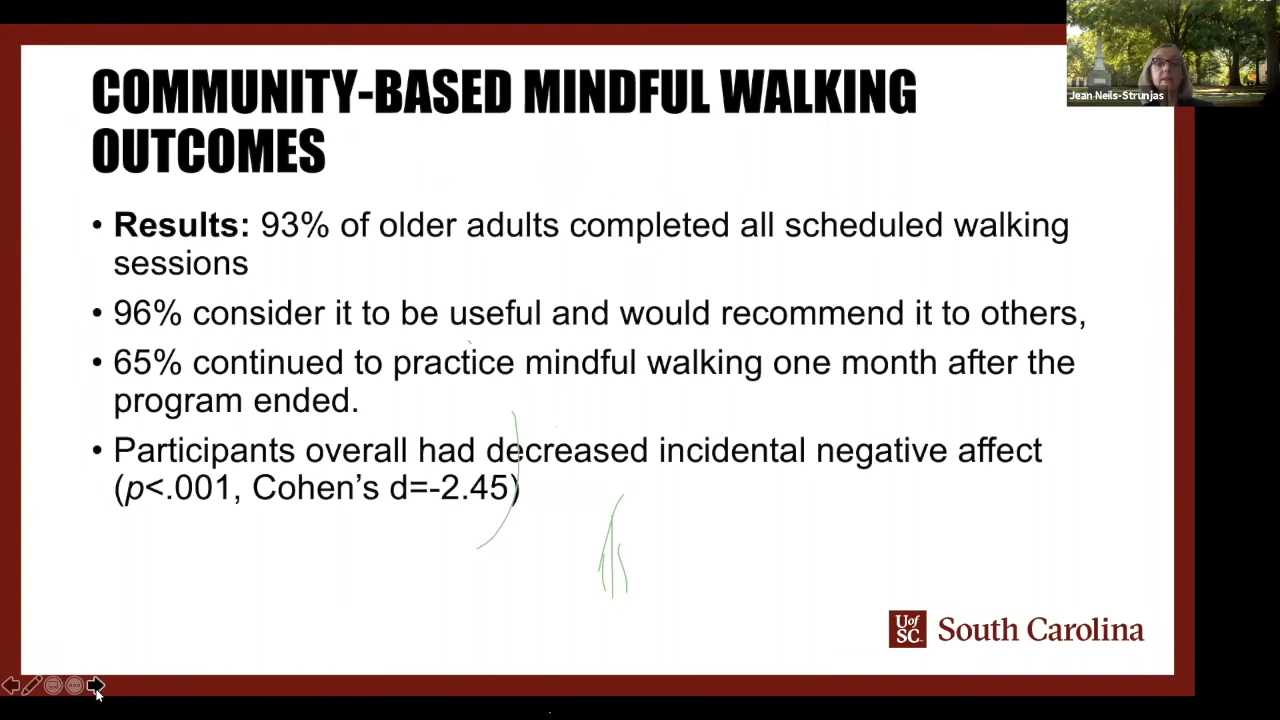 COMMUNITY-BASED MINDFUL WALKING
OUTCOMES
• Results: 93% of older adults completed all scheduled walking
sessions
• 96% consider it to be useful and would recommend it to others,
• 65% continued to practice mindful walking one month after the
program ended.
• Participants overall had decreased incidental negative affect
(p<.001, Cohen’s d=-2.45)
Jean Neils-Strunjas
UofSC South Carolina